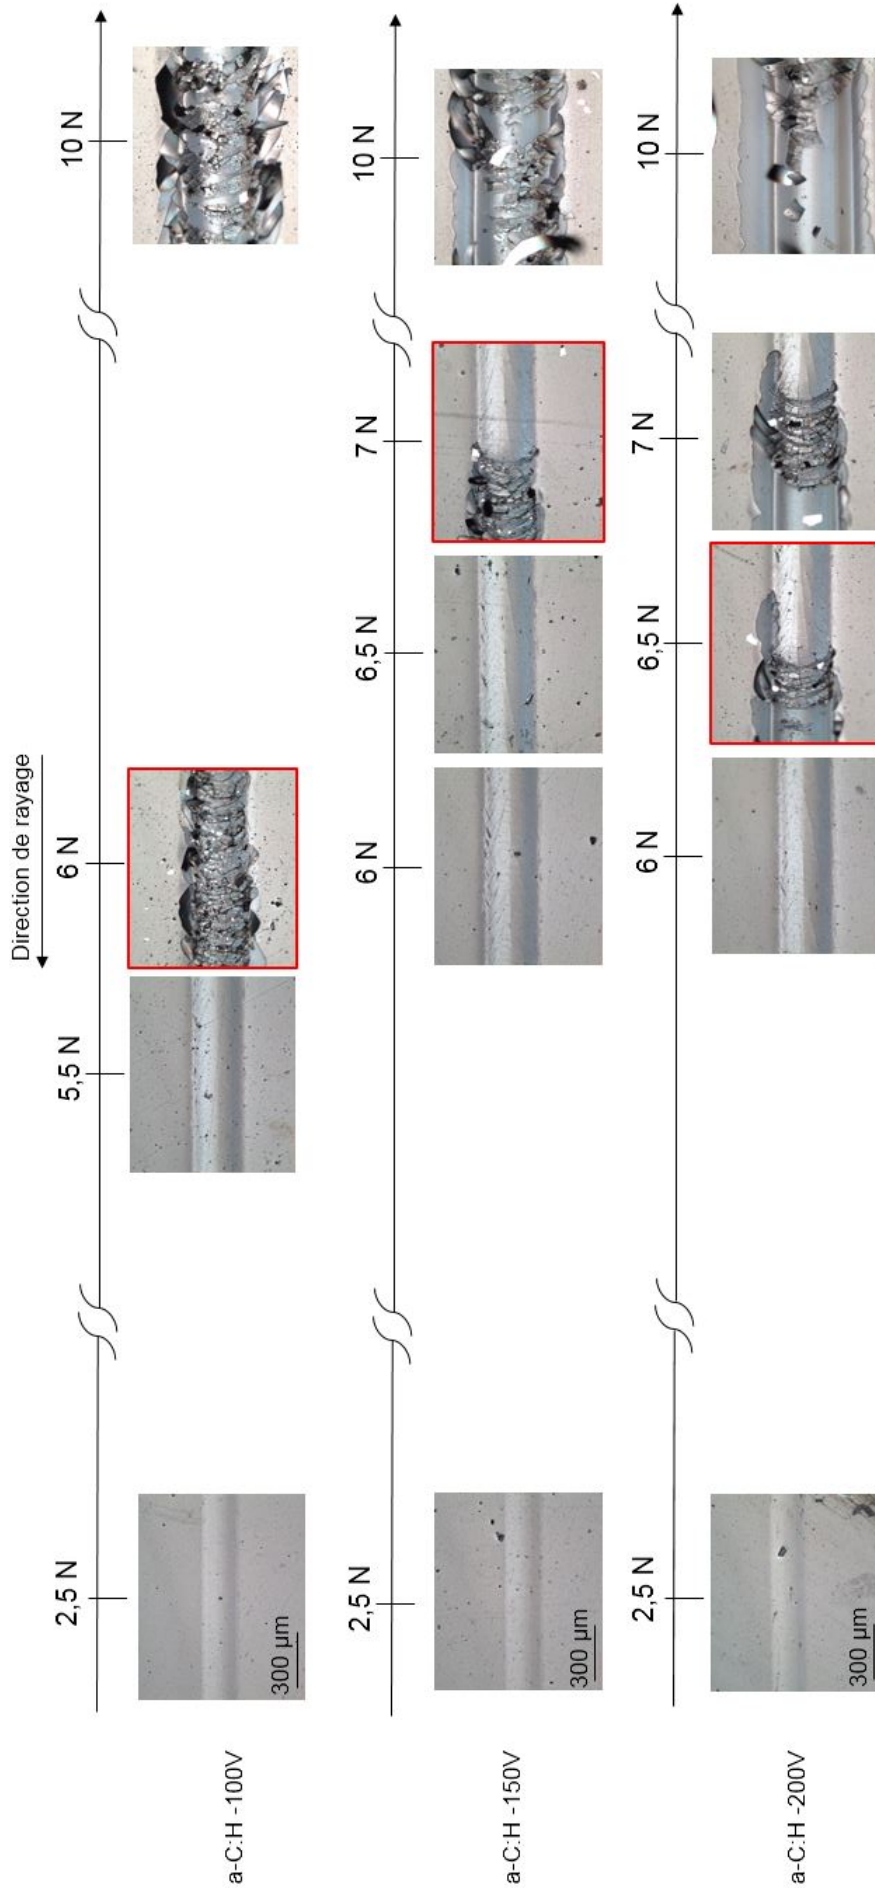 Direction de rayage
a-C:H -100V
2,5 N
5,5 N
6 N
10 N
300 µm
a-C:H -150V
2,5 N
6 N
6,5 N
7 N
10 N
300 µm
a-C:H -200V
2,5 N
6 N
6,5 N
7 N
10 N
300 µm